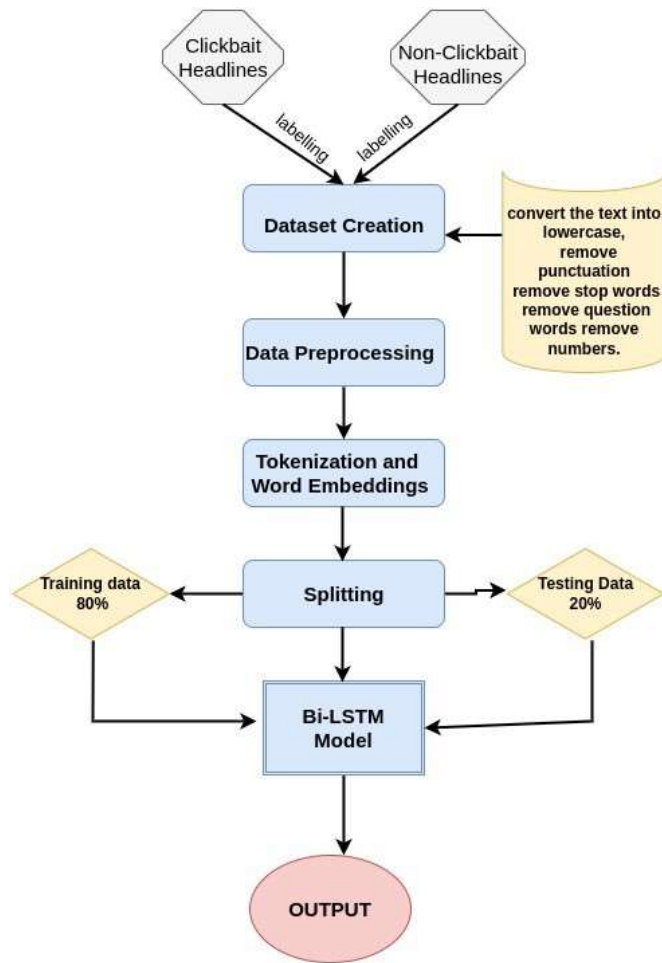 Clickbait
Headlines
Non-Clickbait
Headlines
labelling
labelling
Dataset Creation
convert the text into
lowercase,
remove
punctuation
remove stop words
remove question
words remove
numbers.
Data Preprocessing
Tokenization and
Word Embeddings
Training data
80%
Splitting
Testing Data
20%
Bi-LSTM
Model
OUTPUT